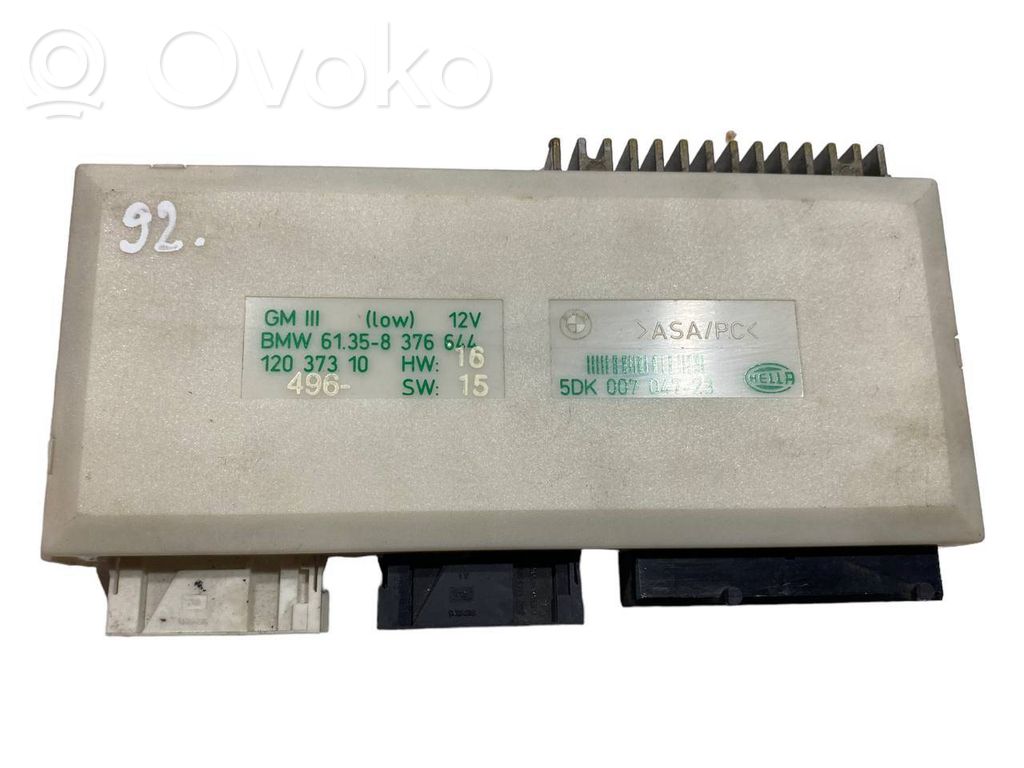 Ovoko
92.
GM III (low) 12V
BMW 61.35-8 376 644
120 373 10 HW: 16
496- SW: 15
>ASA/PC<
5DK 007 047-23
HELLA